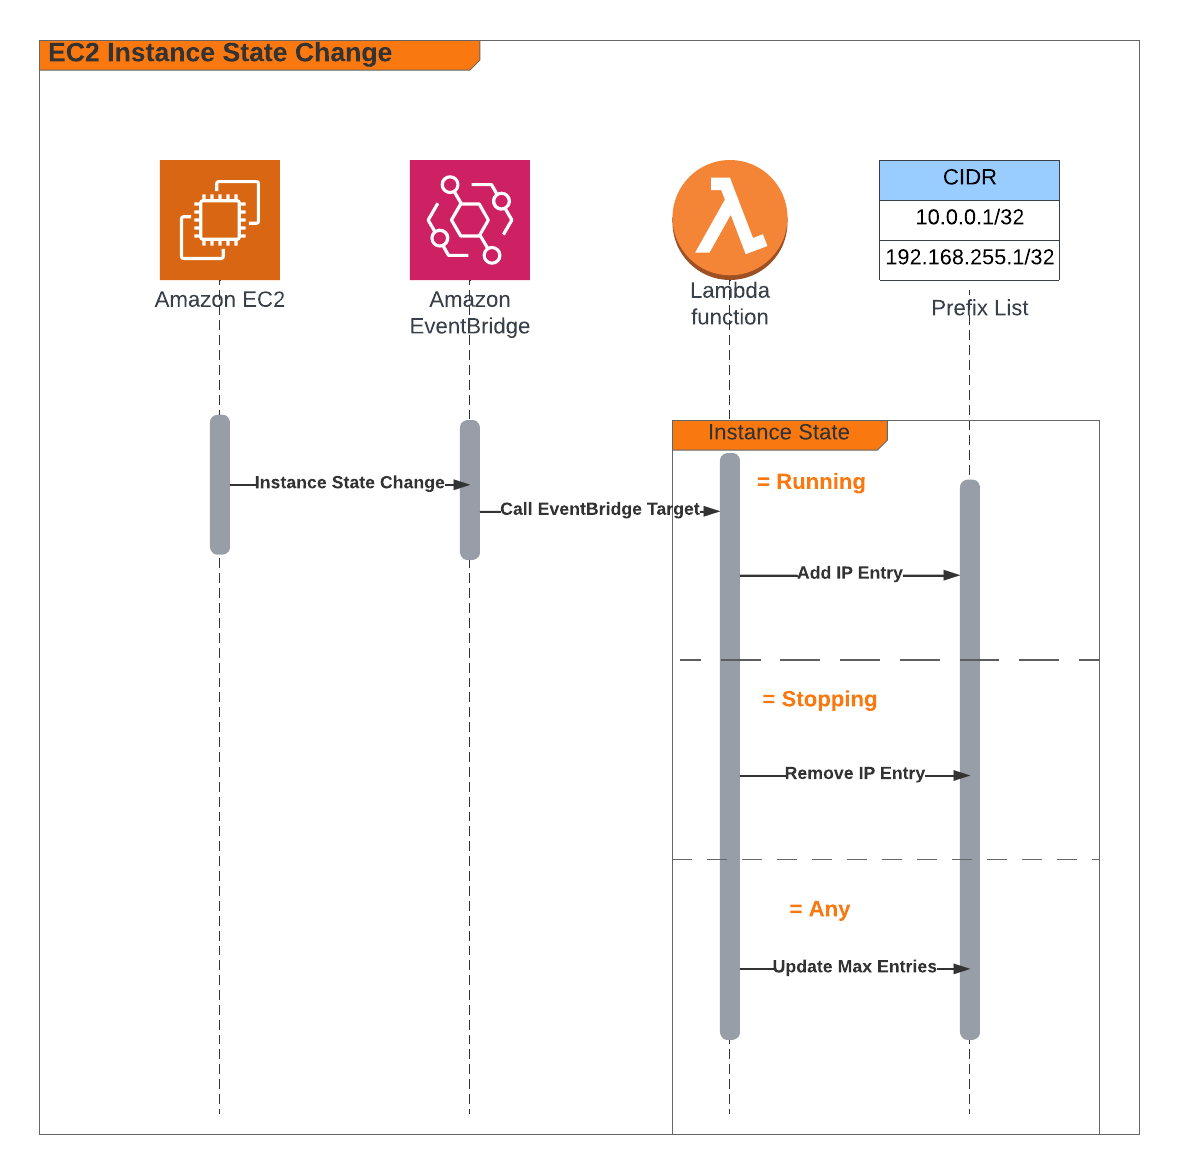 EC2 Instance State Change
CIDR
10.0.0.1/32
192.168.255.1/32
Amazon EC2
Amazon
EventBridge
Lambda
function
Prefix List
Instance State
= Running
Instance State Change
Call EventBridge Target
Add IP Entry
= Stopping
Remove IP Entry
= Any
Update Max Entries